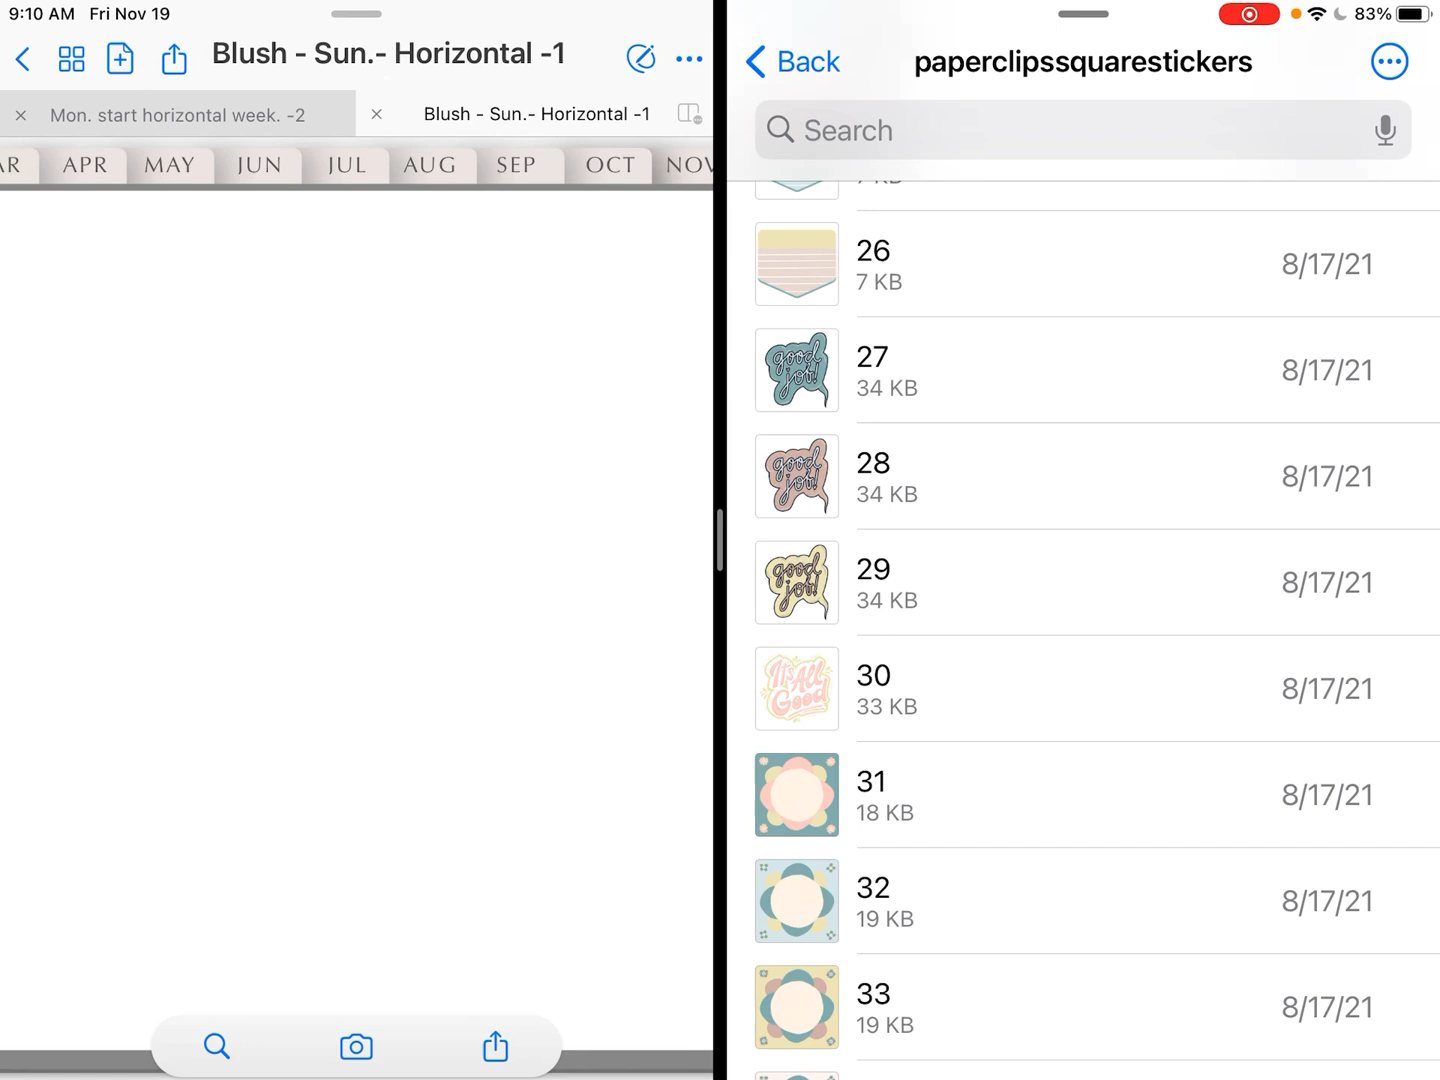 9:10 AM Fri Nov 19
83%
Blush - Sun.- Horizontal -1
Mon. start horizontal week. -2
Blush - Sun.- Horizontal -1
APR MAY JUN JUL AUG SEP OCT
Back
paperclipssquarestickers
Search
26
7 KB
8/17/21
good
job!
27
34 KB
8/17/21
good
job!
28
34 KB
8/17/21
good
job!
29
34 KB
8/17/21
It's All
Good
30
33 KB
8/17/21
31
18 KB
8/17/21
32
19 KB
8/17/21
33
19 KB
8/17/21